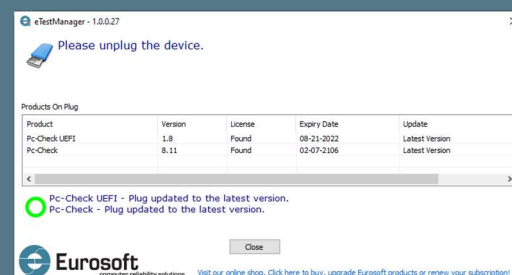 eTestManager - 1.0.0.27
Please unplug the device.
Products On Plug
Product Version License Expiry Date Update
Pc-Check UEFI 1.8 Found 08-21-2022 Latest Version
Pc-Check 8.11 Found 02-07-2106 Latest Version
Pc-Check UEFI - Plug updated to the latest version.
Pc-Check - Plug updated to the latest version.
Close
Eurosoft
computer reliability solutions
Visit our online shop. Click here to buy, upgrade Eurosoft products or renew your subscription!